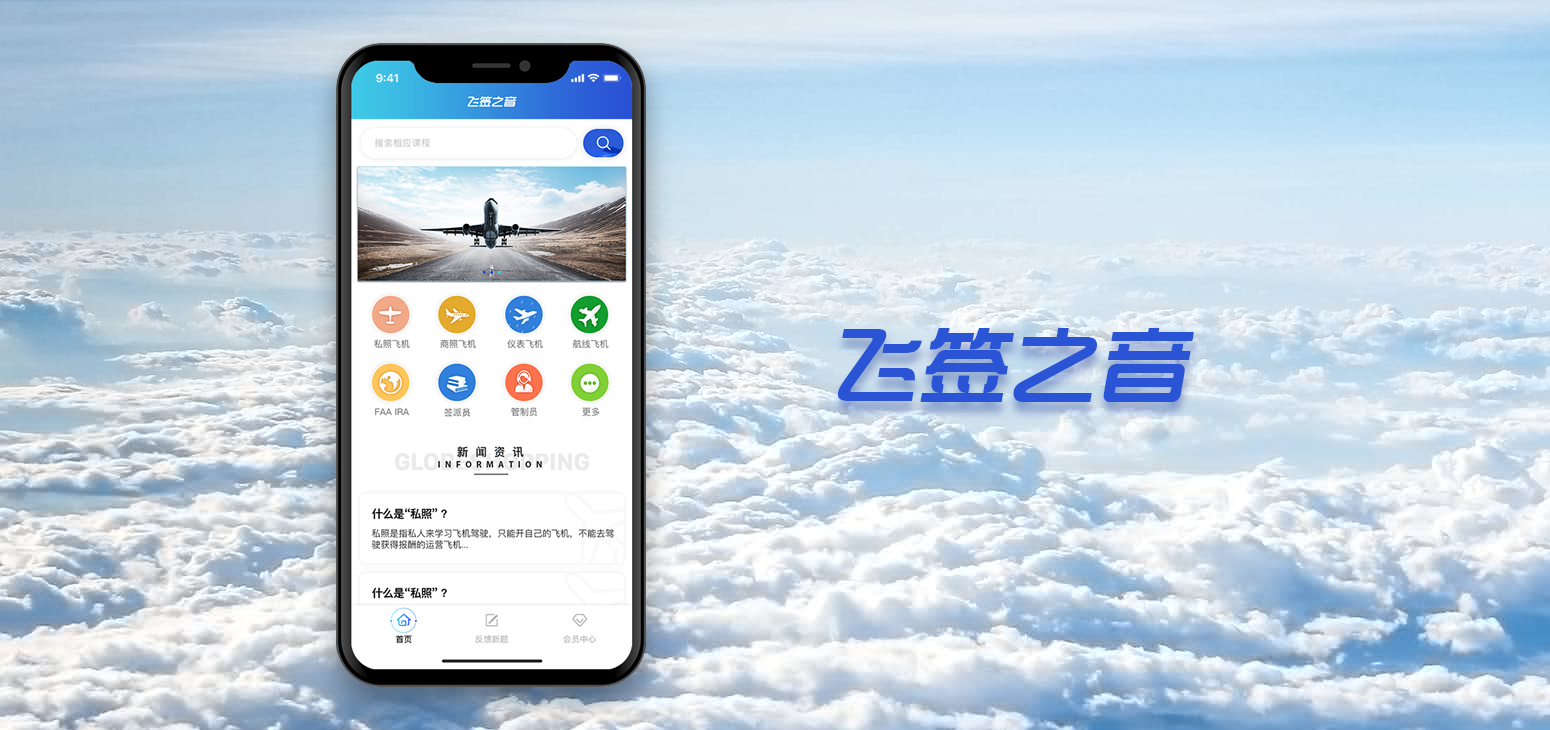 9:41
飞签之音
搜索相应课程
私照飞机
商照飞机
仪表飞机
航线飞机
FAA IRA
签派员
管制员
更多
新闻资讯
INFORMATION
什么是“私照”？
私照是指私人来学习飞机驾驶，只能开自己的飞机，不能去驾
驶获得报酬的运营飞机...
什么是“私照”？
首页
反馈新题
会员中心
飞签之音